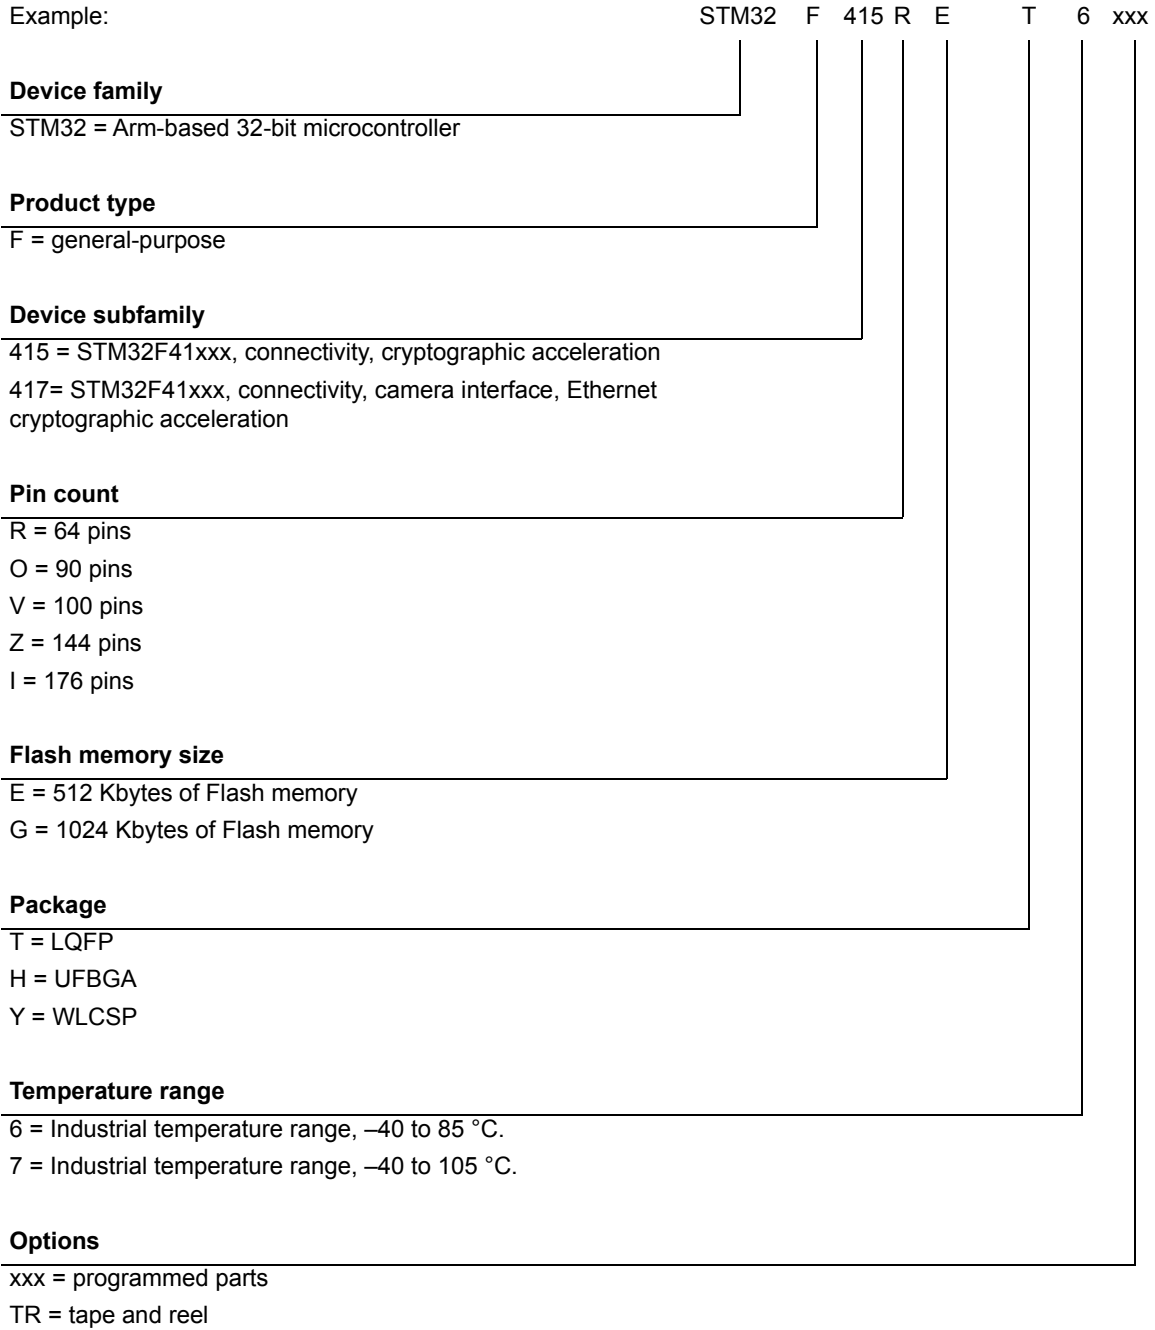 Example: STM32 F 415 R E T 6 xxx
Device family
STM32 = Arm-based 32-bit microcontroller
Product type
F = general-purpose
Device subfamily
415 = STM32F41xxx, connectivity, cryptographic acceleration
417= STM32F41xxx, connectivity, camera interface, Ethernet
cryptographic acceleration
Pin count
R = 64 pins
O = 90 pins
V = 100 pins
Z = 144 pins
I = 176 pins
Flash memory size
E = 512 Kbytes of Flash memory
G = 1024 Kbytes of Flash memory
Package
T = LQFP
H = UFBGA
Y = WLCSP
Temperature range
6 = Industrial temperature range, –40 to 85 °C.
7 = Industrial temperature range, –40 to 105 °C.
Options
xxx = programmed parts
TR = tape and reel